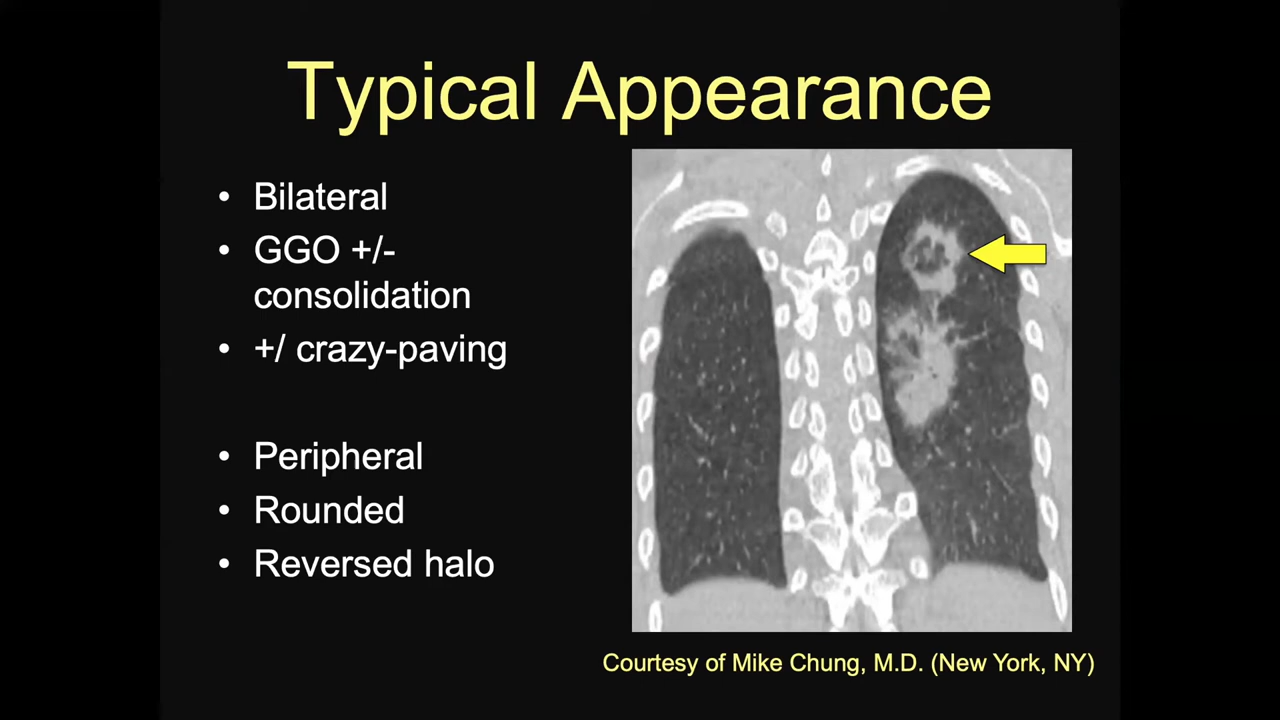 Typical Appearance
• Bilateral
• GGO +/-
consolidation
• +/ crazy-paving
• Peripheral
• Rounded
• Reversed halo
Courtesy of Mike Chung, M.D. (New York, NY)